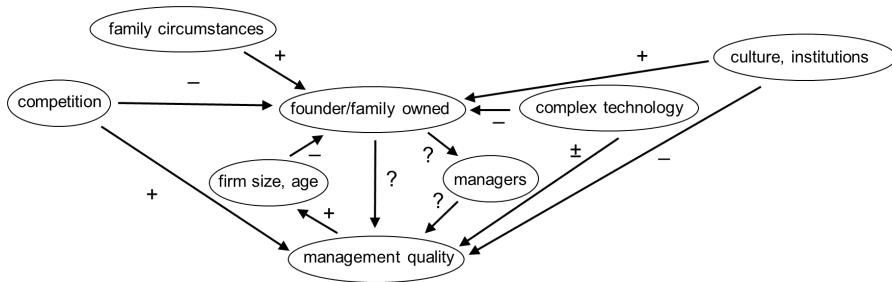 family circumstances
+
+
culture, institutions
–
competition
founder/family owned
complex technology
–
–
?
±
firm size, age
?
managers
–
+
?
+
management quality